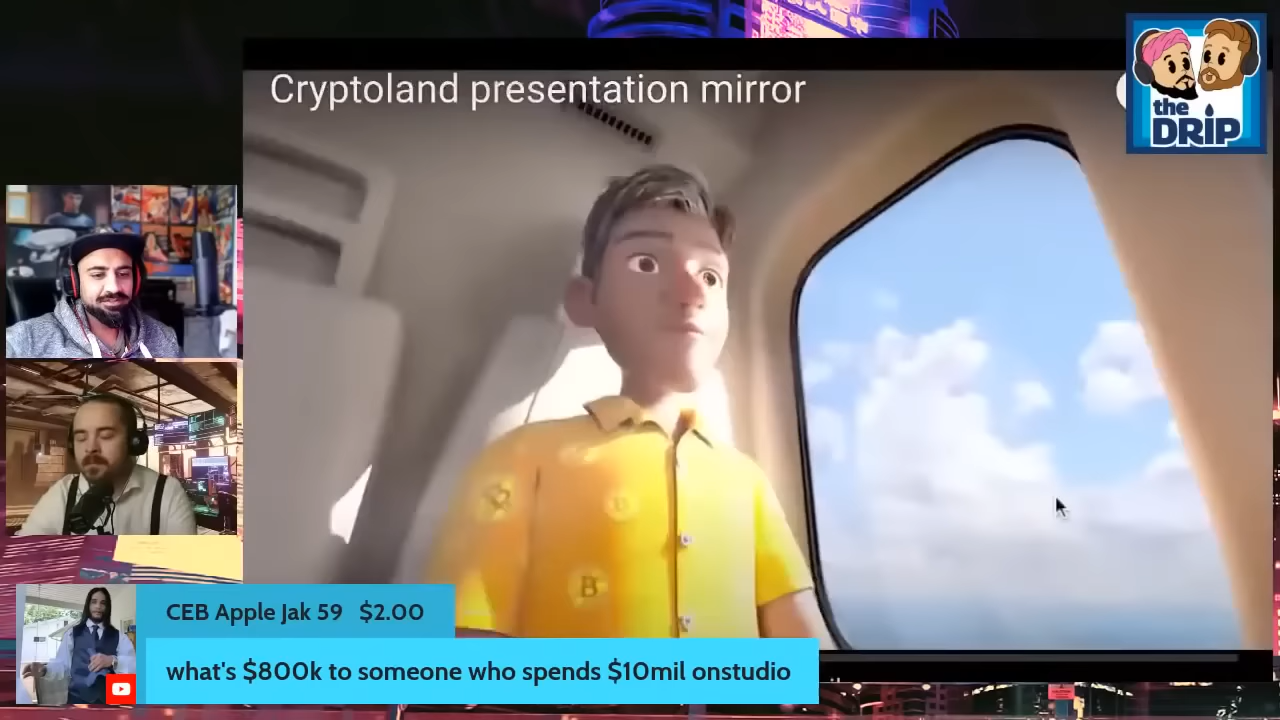 Cryptoland presentation mirror
the
DRIP
B
CEB Apple Jak 59 $2.00
what's $800k to someone who spends $10mil onstudio